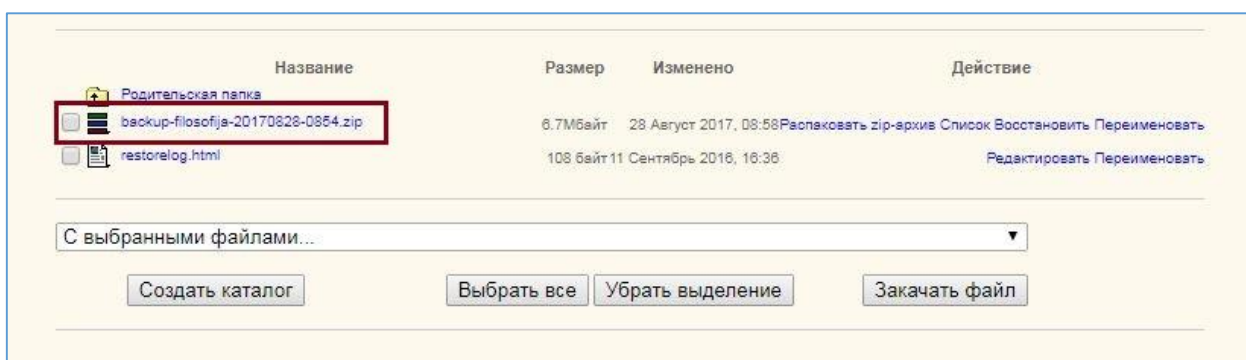 Название Размер Изменено Действие
Родительская папка
backup-filosofija-20170828-0854.zip 6.7Мбайт 28 Август 2017, 08:58 Распаковать zip-архив Список Восстановить Переименовать
restorelog.html 108 байт 11 Сентябрь 2016, 16:36 Редактировать Переименовать
С выбранными файлами...
Создать каталог Выбрать все Убрать выделение Закачать файл